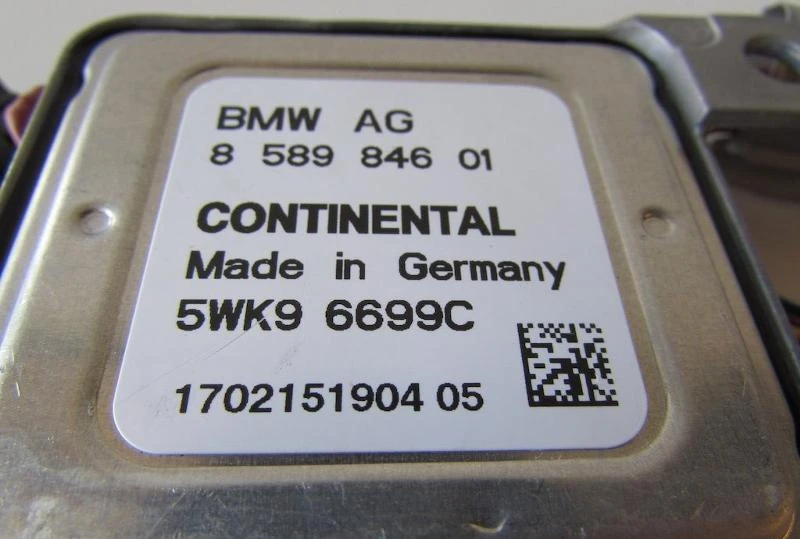 BMW AG
8 589 846 01
CONTINENTAL
Made in Germany
5WK9 6699C
1702151904 05